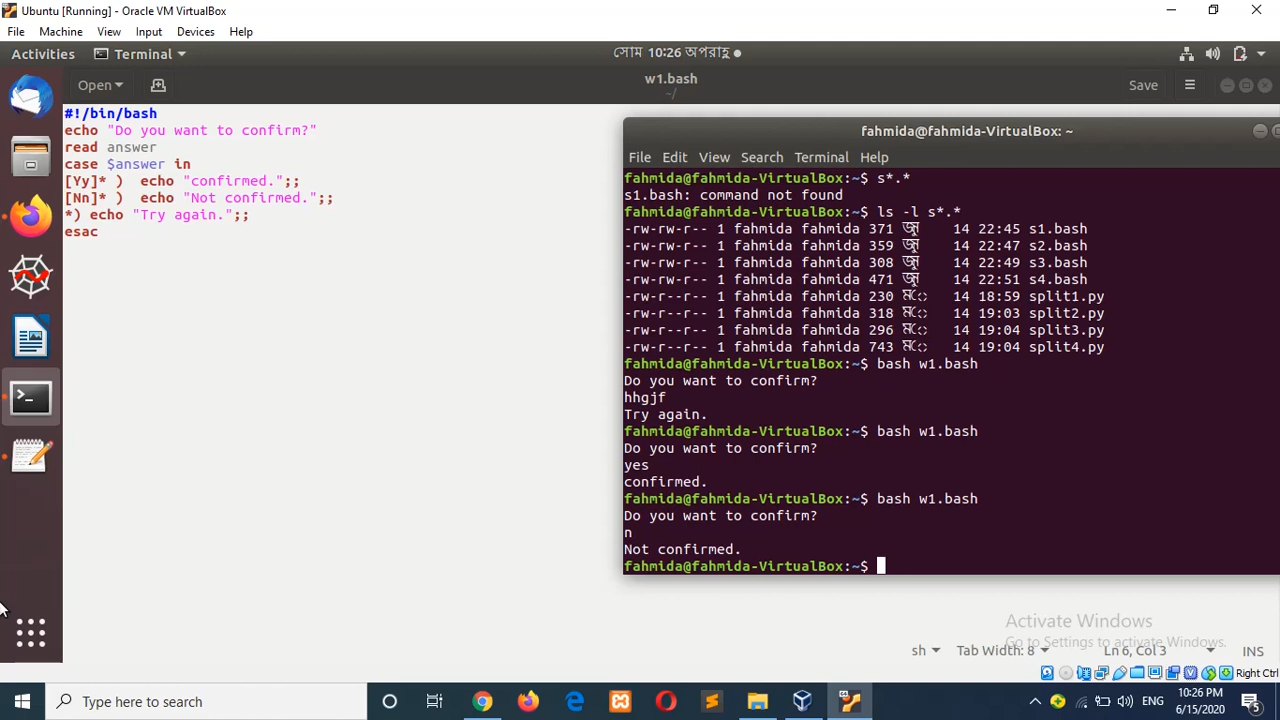 Ubuntu [Running] - Oracle VM VirtualBox
File Machine View Input Devices Help
Activities Terminal সোম 10:26 অপরাহ্ণ
Open w1.bash Save
~/
#!/bin/bash
echo "Do you want to confirm?"
read answer
case $answer in
[Yy]* )  echo "confirmed.";;
[Nn]* )  echo "Not confirmed.";;
*) echo "Try again.";;
esac
fahmida@fahmida-VirtualBox: ~
File Edit View Search Terminal Help
fahmida@fahmida-VirtualBox:~$ s*.*
s1.bash: command not found
fahmida@fahmida-VirtualBox:~$ ls -l s*.*
-rw-rw-r-- 1 fahmida fahmida 371 14 22:45 s1.bash
-rw-rw-r-- 1 fahmida fahmida 359 14 22:47 s2.bash
-rw-rw-r-- 1 fahmida fahmida 308 14 22:49 s3.bash
-rw-rw-r-- 1 fahmida fahmida 471 14 22:51 s4.bash
-rw-r--r-- 1 fahmida fahmida 230 14 18:59 split1.py
-rw-r--r-- 1 fahmida fahmida 318 14 19:03 split2.py
-rw-r--r-- 1 fahmida fahmida 296 14 19:04 split3.py
-rw-r--r-- 1 fahmida fahmida 743 14 19:04 split4.py
fahmida@fahmida-VirtualBox:~$ bash w1.bash
Do you want to confirm?
hhgjf
Try again.
fahmida@fahmida-VirtualBox:~$ bash w1.bash
Do you want to confirm?
yes
confirmed.
fahmida@fahmida-VirtualBox:~$ bash w1.bash
Do you want to confirm?
n
Not confirmed.
fahmida@fahmida-VirtualBox:~$
Activate Windows
Go to Settings to activate Windows.
sh Tab Width: 8 Ln 6, Col 3 INS
Right Ctrl
Type here to search
ENG
10:26 PM
6/15/2020
5